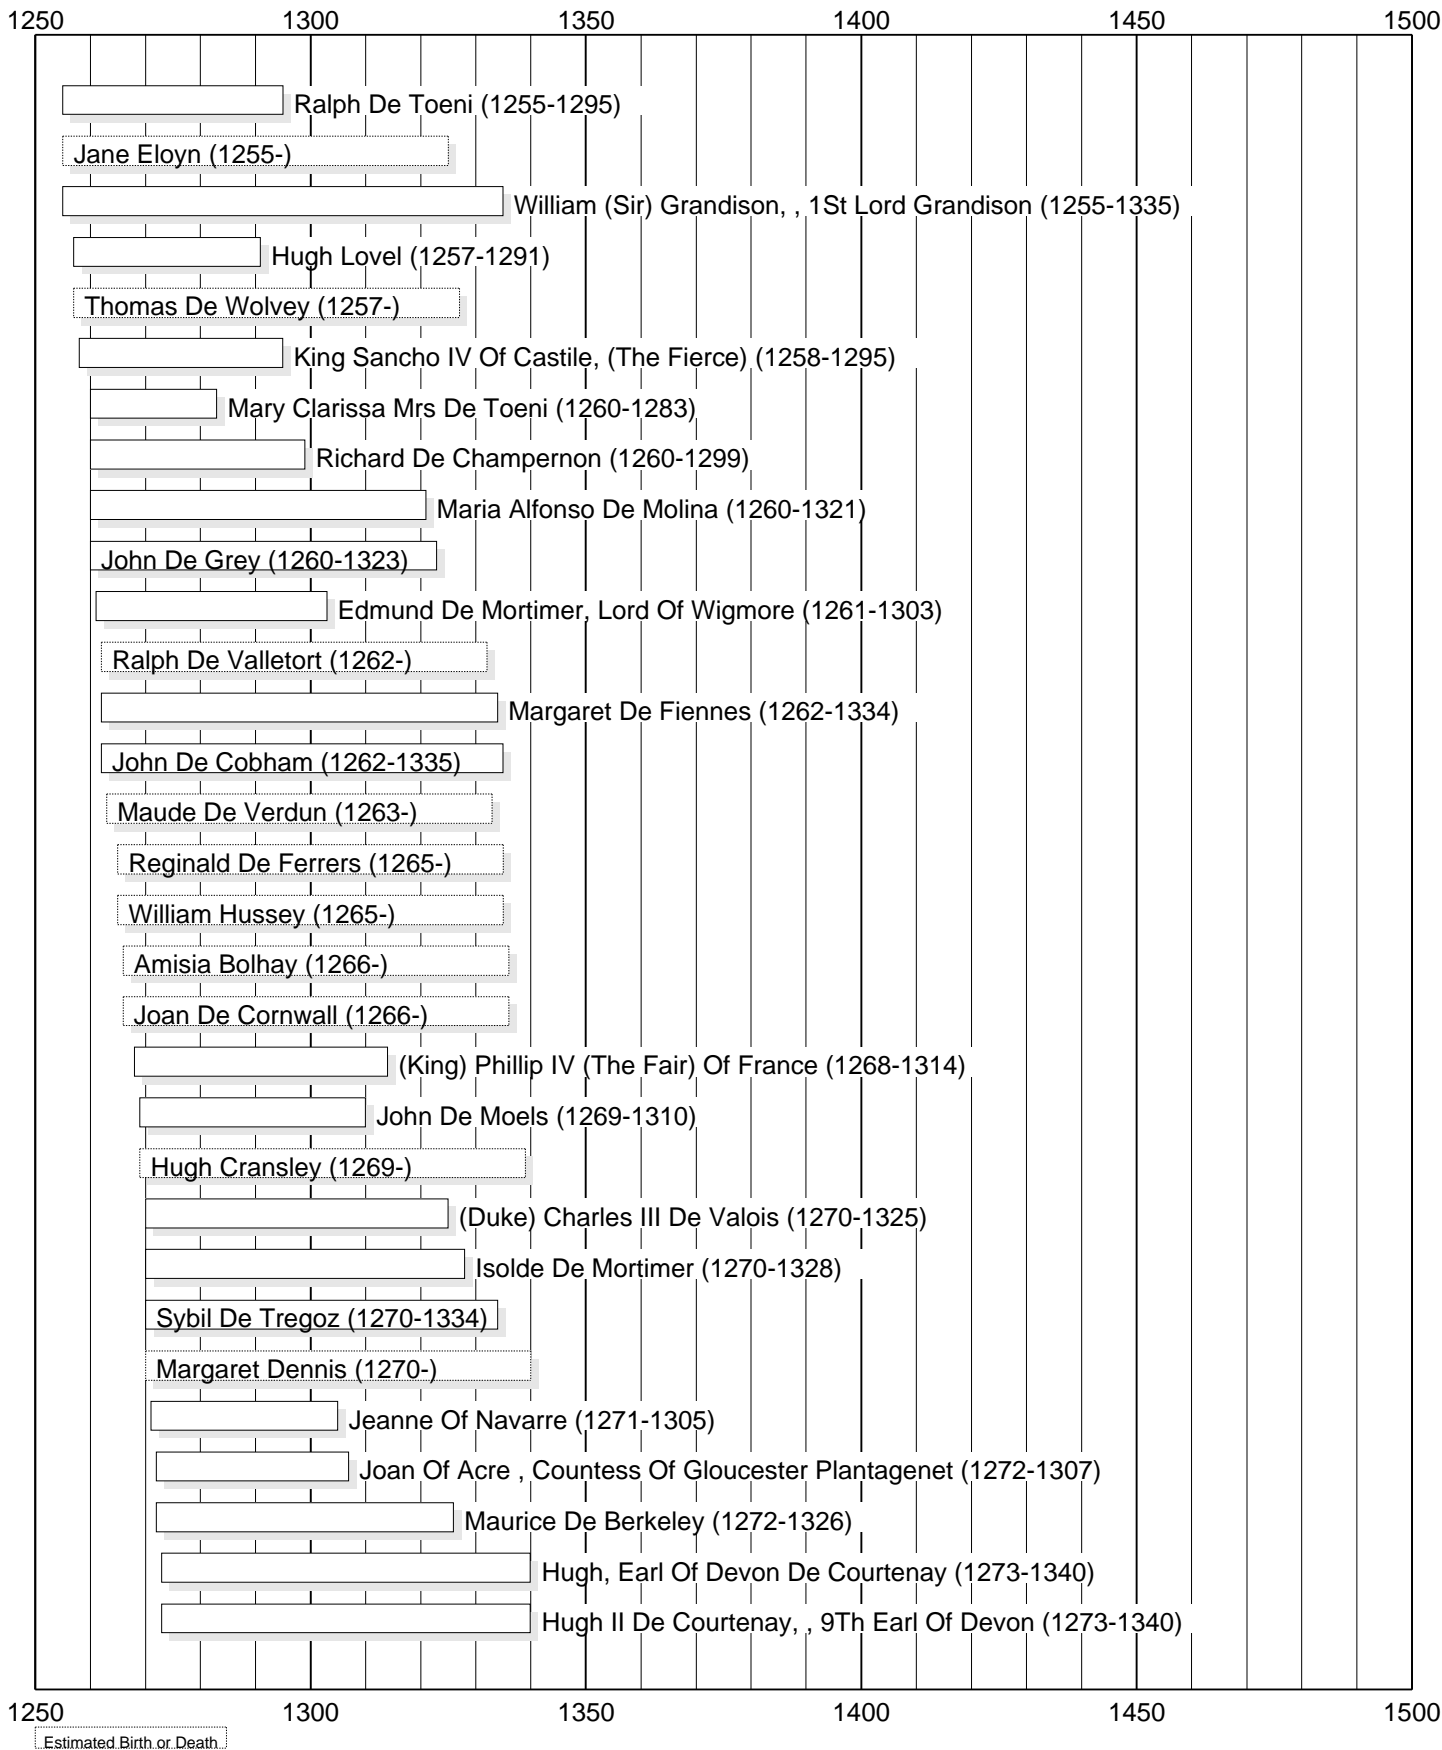 1250 1300 1350 1400 1450 1500
Ralph De Toeni (1255-1295)
Jane Eloyn (1255-)
William (Sir) Grandison, , 1St Lord Grandison (1255-1335)
Hugh Lovel (1257-1291)
Thomas De Wolvey (1257-)
King Sancho IV Of Castile, (The Fierce) (1258-1295)
Mary Clarissa Mrs De Toeni (1260-1283)
Richard De Champernon (1260-1299)
Maria Alfonso De Molina (1260-1321)
John De Grey (1260-1323)
Edmund De Mortimer, Lord Of Wigmore (1261-1303)
Ralph De Valletort (1262-)
Margaret De Fiennes (1262-1334)
John De Cobham (1262-1335)
Maude De Verdun (1263-)
Reginald De Ferrers (1265-)
William Hussey (1265-)
Amisia Bolhay (1266-)
Joan De Cornwall (1266-)
(King) Phillip IV (The Fair) Of France (1268-1314)
John De Moels (1269-1310)
Hugh Cransley (1269-)
(Duke) Charles III De Valois (1270-1325)
Isolde De Mortimer (1270-1328)
Sybil De Tregoz (1270-1334)
Margaret Dennis (1270-)
Jeanne Of Navarre (1271-1305)
Joan Of Acre , Countess Of Gloucester Plantagenet (1272-1307)
Maurice De Berkeley (1272-1326)
Hugh, Earl Of Devon De Courtenay (1273-1340)
Hugh II De Courtenay, , 9Th Earl Of Devon (1273-1340)
1250 1300 1350 1400 1450 1500
Estimated Birth or Death